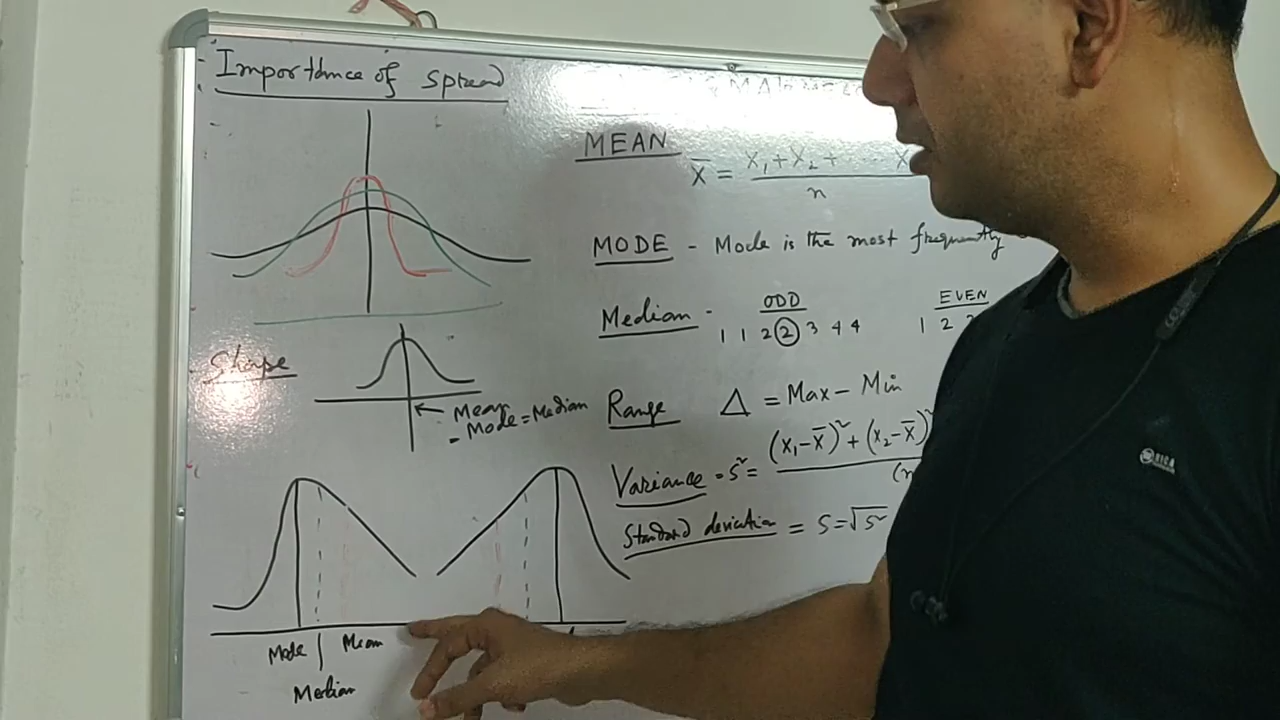 Importance of Spread
MEAN
X̄ = X₁+X₂+ ... X
n
MODE - Mode is the most frequently
Median - ODD EVEN
1 1 2 2 3 4 4 1 2
Shape
Mean
- Mode = Median
Range Δ = Max - Min
Variance = S² = (X₁-X̄)² + (X₂-X̄)²
(n
Standard deviation = S = √S²
Mode | Mean
Median